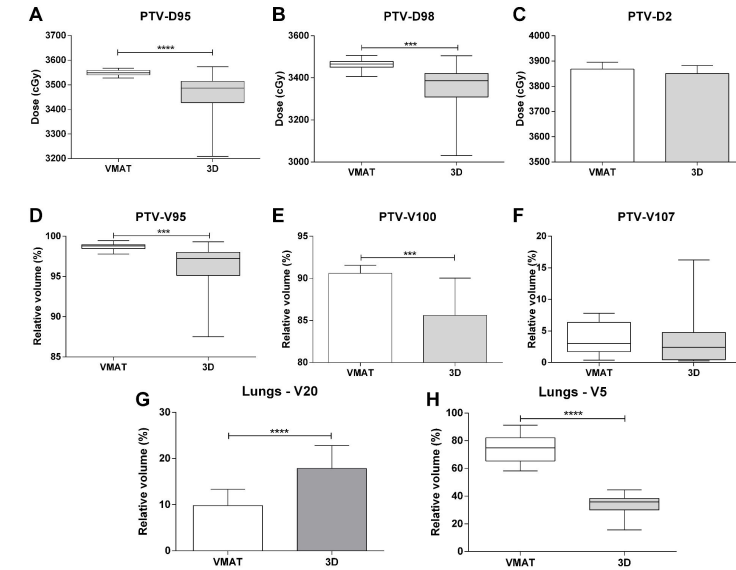 A PTV-D95
Dose (cGy)
3700
3600
3500
3400
3300
3200
****
VMAT 3D
B PTV-D98
Dose (cGy)
3600
3400
3200
3000
***
VMAT 3D
C PTV-D2
Dose (cGy)
4000
3900
3800
3700
3600
3500
VMAT 3D
D PTV-V95
Relative volume (%)
100
95
90
85
***
VMAT 3D
E PTV-V100
Relative volume (%)
95
90
85
80
***
VMAT 3D
F PTV-V107
Relative volume (%)
20
15
10
5
0
VMAT 3D
G Lungs - V20
Relative volume (%)
30
20
10
0
****
VMAT 3D
H Lungs - V5
Relative volume (%)
100
80
60
40
20
0
****
VMAT 3D